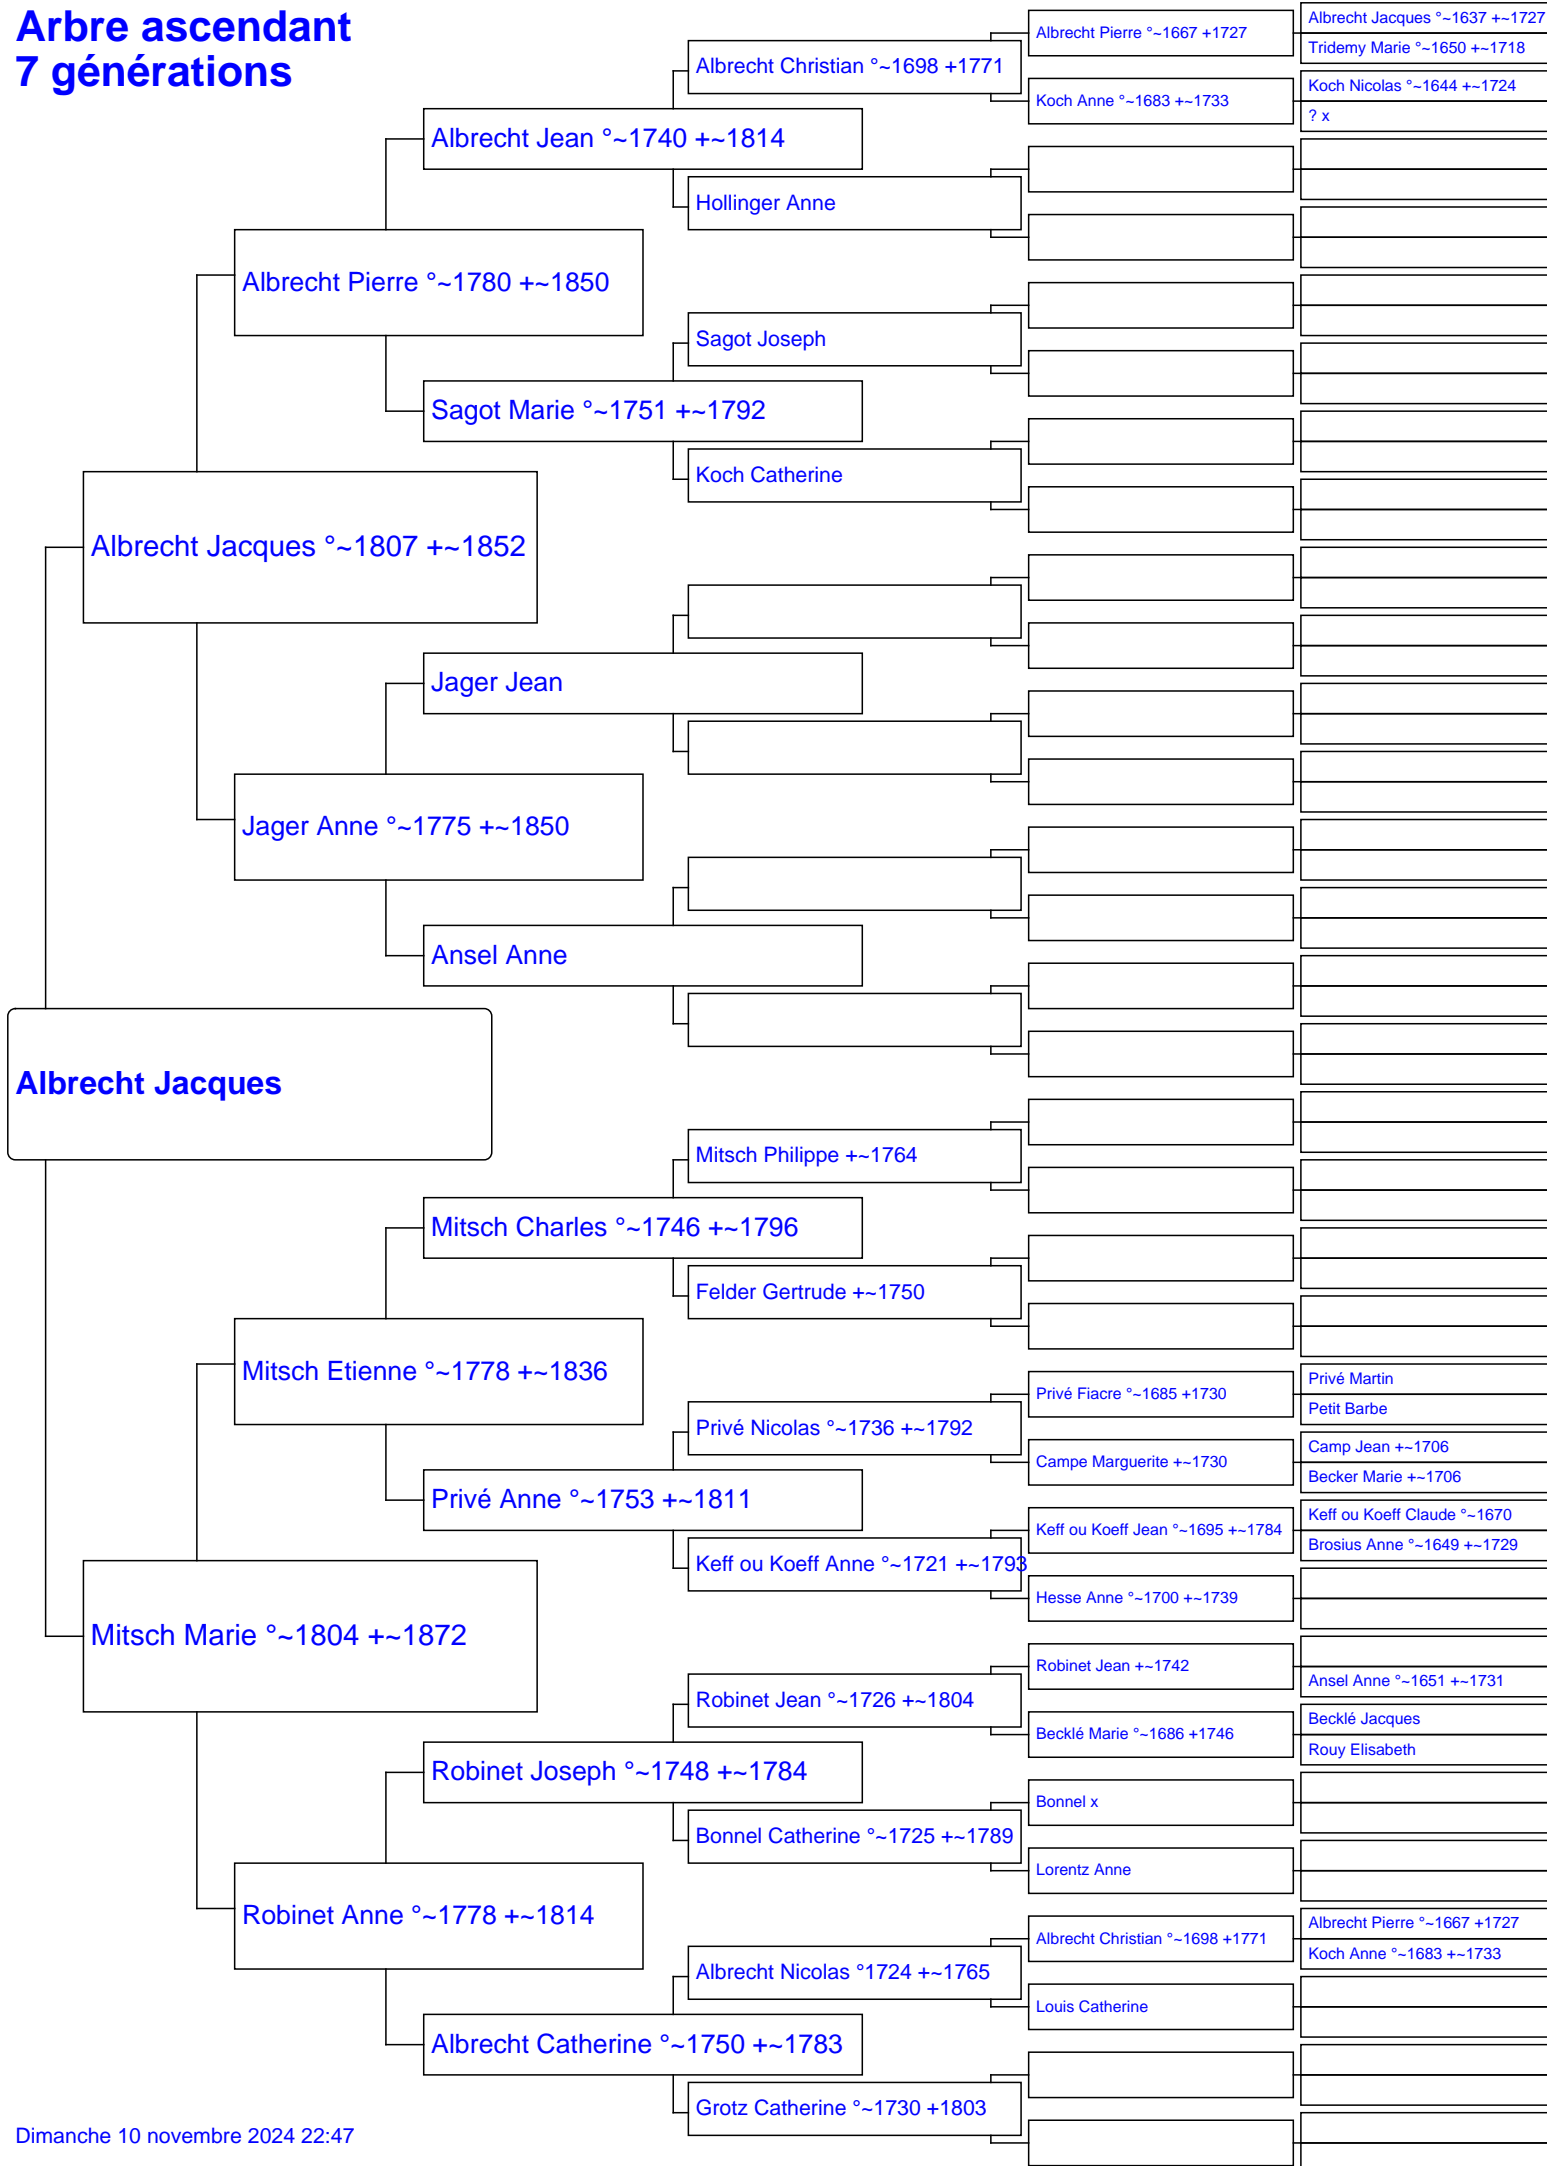 Arbre ascendant
7 générations
Albrecht Jacques °~1637 +~1727
Albrecht Pierre °~1667 +1727
Tridemy Marie °~1650 +~1718
Albrecht Christian °~1698 +1771
Koch Nicolas °~1644 +~1724
Koch Anne °~1683 +~1733
? x
Albrecht Jean °~1740 +~1814
Hollinger Anne
Albrecht Pierre °~1780 +~1850
Sagot Joseph
Sagot Marie °~1751 +~1792
Koch Catherine
Albrecht Jacques °~1807 +~1852
Jager Jean
Jager Anne °~1775 +~1850
Ansel Anne
Albrecht Jacques
Mitsch Philippe +~1764
Mitsch Charles °~1746 +~1796
Felder Gertrude +~1750
Mitsch Etienne °~1778 +~1836
Privé Martin
Privé Fiacre °~1685 +1730
Petit Barbe
Privé Nicolas °~1736 +~1792
Camp Jean +~1706
Campe Marguerite +~1730
Becker Marie +~1706
Privé Anne °~1753 +~1811
Keff ou Koeff Claude °~1670
Keff ou Koeff Jean °~1695 +~1784
Brosius Anne °~1649 +~1729
Keff ou Koeff Anne °~1721 +~1793
Hesse Anne °~1700 +~1739
Mitsch Marie °~1804 +~1872
Robinet Jean +~1742
Ansel Anne °~1651 +~1731
Robinet Jean °~1726 +~1804
Becklé Jacques
Becklé Marie °~1686 +1746
Rouy Elisabeth
Robinet Joseph °~1748 +~1784
Bonnel x
Bonnel Catherine °~1725 +~1789
Lorentz Anne
Robinet Anne °~1778 +~1814
Albrecht Pierre °~1667 +1727
Albrecht Christian °~1698 +1771
Koch Anne °~1683 +~1733
Albrecht Nicolas °1724 +~1765
Louis Catherine
Albrecht Catherine °~1750 +~1783
Grotz Catherine °~1730 +1803
Dimanche 10 novembre 2024 22:47